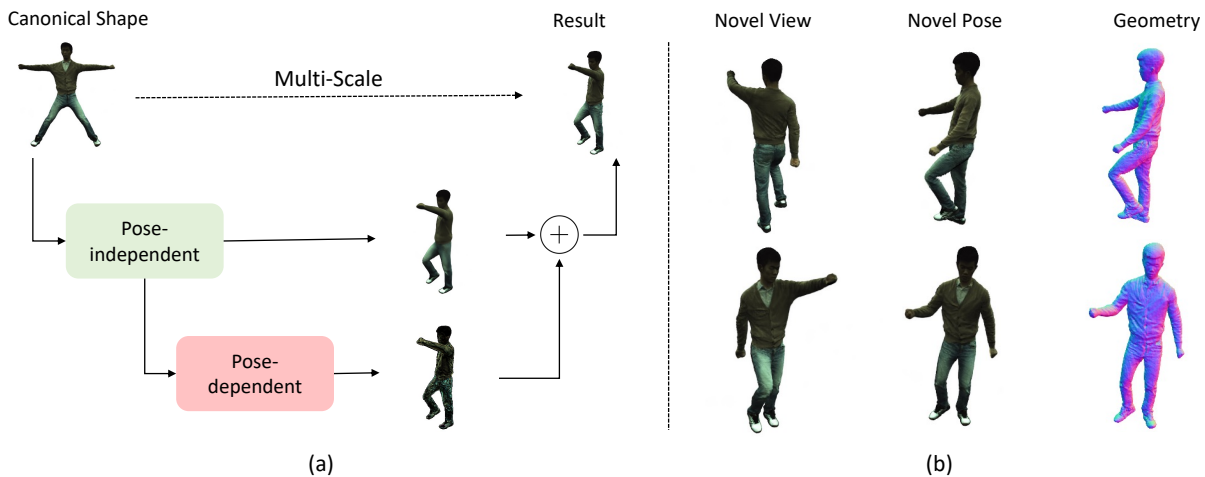 Canonical Shape
Result
Multi-Scale
Pose-
independent
Pose-
dependent
(a)
Novel View
Novel Pose
Geometry
(b)